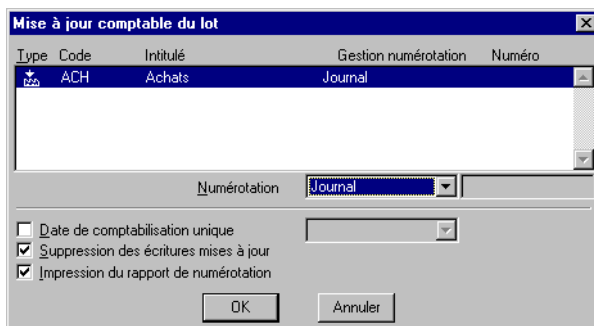 Mise à jour comptable du lot
Type Code Intitulé Gestion numérotation Numéro
ACH Achats Journal
Numérotation Journal
Date de comptabilisation unique
Suppression des écritures mises à jour
Impression du rapport de numérotation
OK Annuler